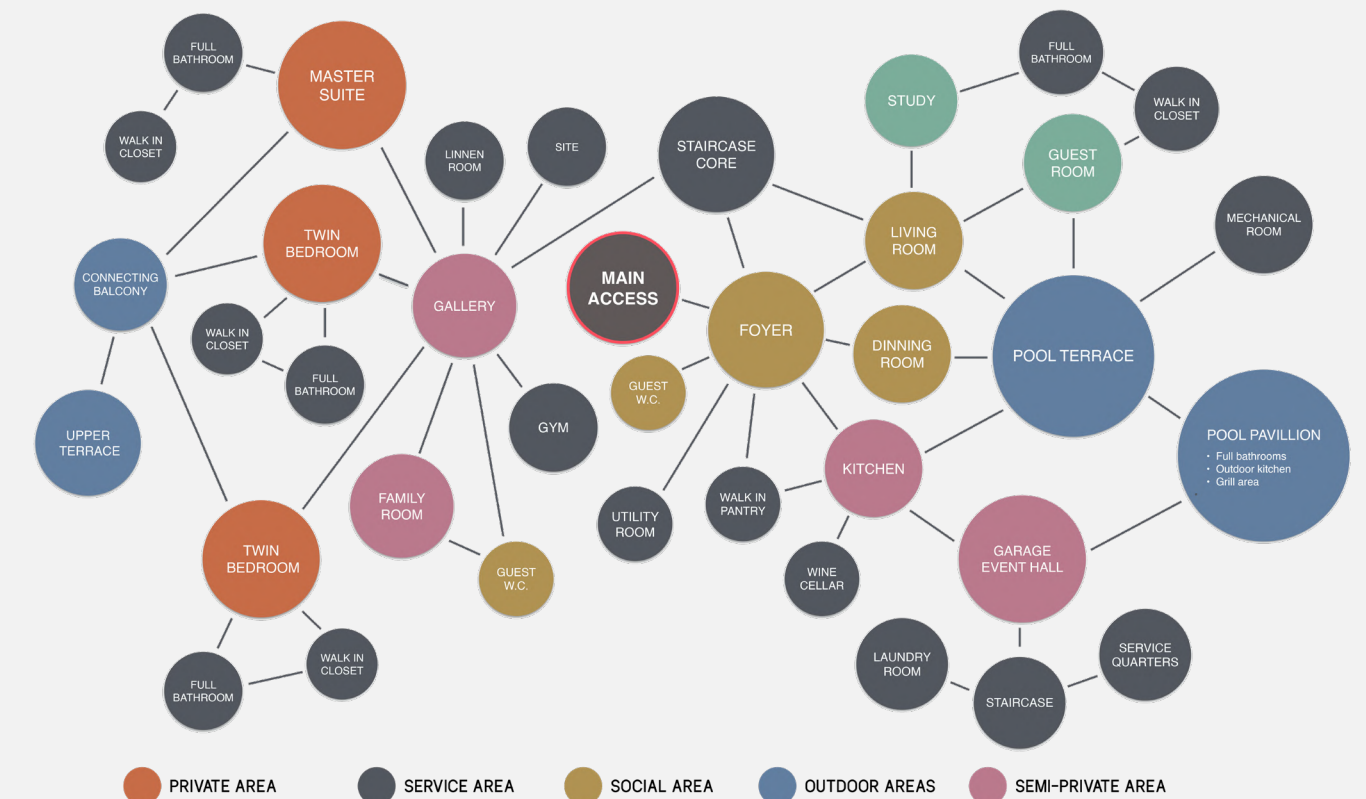 FULL
BATHROOM
MASTER
SUITE
WALK IN
CLOSET
LINNEN
ROOM
SITE
STAIRCASE
CORE
STUDY
FULL
BATHROOM
WALK IN
CLOSET
GUEST
ROOM
MECHANICAL
ROOM
CONNECTING
BALCONY
TWIN
BEDROOM
GALLERY
MAIN
ACCESS
FOYER
LIVING
ROOM
DINNING
ROOM
POOL TERRACE
WALK IN
CLOSET
FULL
BATHROOM
GUEST
W.C.
GYM
UPPER
TERRACE
POOL PAVILLION
• Full bathrooms
• Outdoor kitchen
• Grill area
KITCHEN
FAMILY
ROOM
UTILITY
ROOM
WALK IN
PANTRY
TWIN
BEDROOM
GUEST
W.C.
WINE
CELLAR
GARAGE
EVENT HALL
FULL
BATHROOM
WALK IN
CLOSET
LAUNDRY
ROOM
STAIRCASE
SERVICE
QUARTERS
PRIVATE AREA
SERVICE AREA
SOCIAL AREA
OUTDOOR AREAS
SEMI-PRIVATE AREA